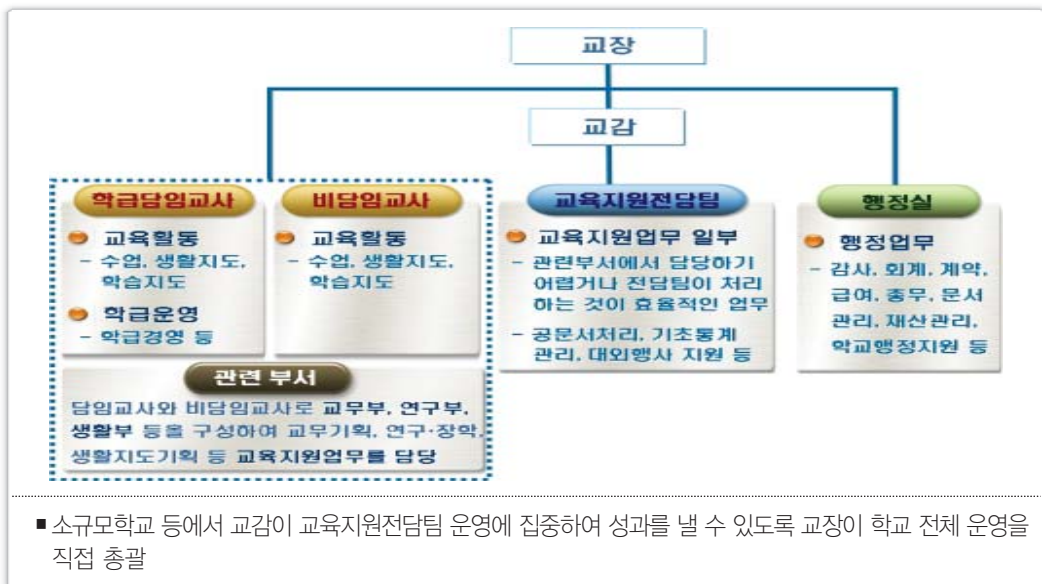 교장
교감
학급담임교사
교육활동
- 수업, 생활지도,
학습지도
학급운영
- 학급경영 등
비담임교사
교육활동
- 수업, 생활지도,
학습지도
관련 부서
담임교사와 비담임교사로 교무부, 연구부,
생활부 등을 구성하여 교무기획, 연구·장학,
생활지도기획 등 교육지원업무를 담당
교육지원전담팀
교육지원업무 일부
- 관련부서에서 담당하기
어렵거나 전담팀이 처리
하는 것이 효율적인 업무
- 공문서처리, 기초통계
관리, 대외행사 지원 등
행정실
행정업무
- 감사, 회계, 계약,
급여, 총무, 문서
관리, 재산관리,
학교행정지원 등
■ 소규모학교 등에서 교감이 교육지원전담팀 운영에 집중하여 성과를 낼 수 있도록 교장이 학교 전체 운영을
직접 총괄